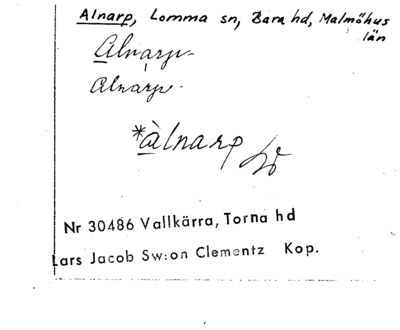 Alnarp, Lomma sn, Bara hd, Malmöhus
län
Alnarp.
Alnarp.
*àlnarp
Nr 30486 Vallkärra, Torna hd
Lars Jacob Sw:on Clementz Kop.